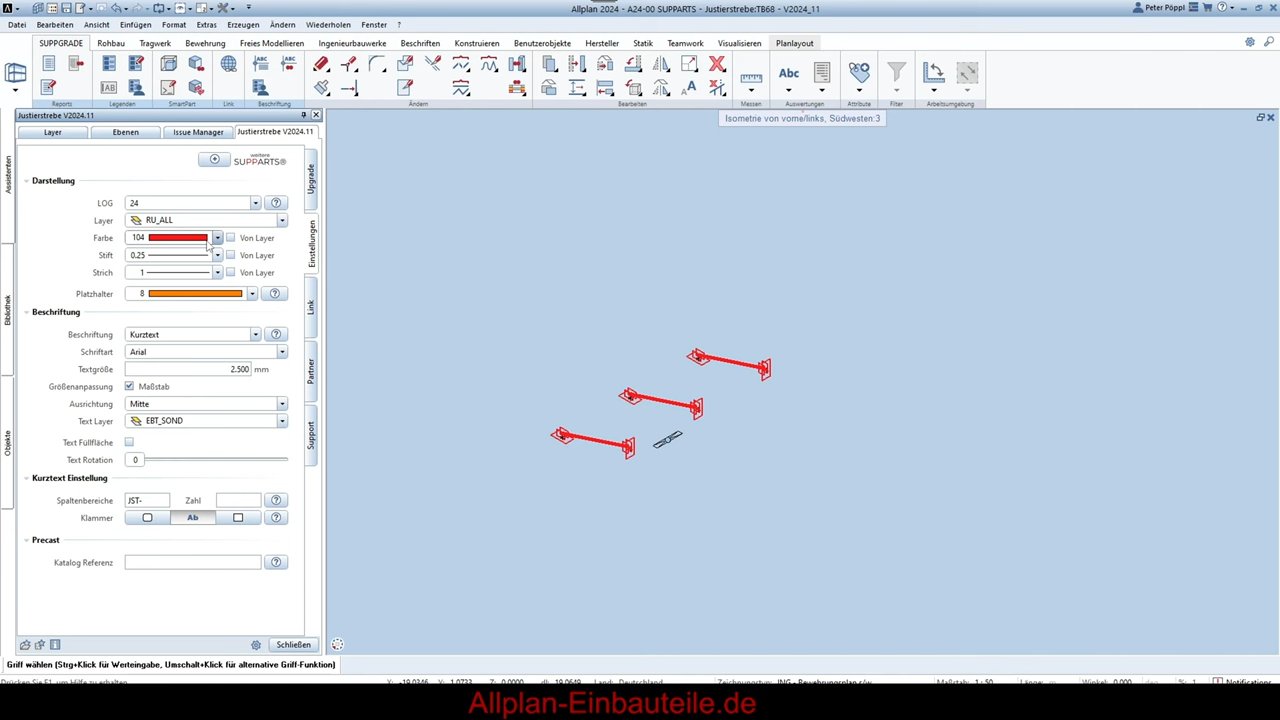 Allplan 2024 - A24-00 SUPPARTS - Justierstrebe:TB68 - V2024_11
Peter Pöppl
Datei Bearbeiten Ansicht Einfügen Format Extras Erzeugen Ändern Wiederholen Fenster ?
SUPPGRADE Rohbau Tragwerk Bewehrung Freies Modellieren Ingenieurbauwerke Beschriften Konstruieren Benutzerobjekte Hersteller Statik Teamwork Visualisieren Planlayout
Reports Legenden SmartPart Link Beschriftung Ändern Bearbeiten Messen Auswertungen Attribute Filter Arbeitsumgebung
Justierstrebe V2024.11
Isometrie von vorne/links, Südwesten:3
Layer Ebenen Issue Manager Justierstrebe V2024.11
Assistenten
Bibliothek
Objekte
weitere
SUPPARTS®
Upgrade
Einstellungen
Link
Partner
Support
Darstellung
LOG 24
Layer RU_ALL
Farbe 104 Von Layer
Stift 0.25 Von Layer
Strich 1 Von Layer
Platzhalter 8
Beschriftung
Beschriftung Kurztext
Schriftart Arial
Textgröße 2.500 mm
Größenanpassung Maßstab
Ausrichtung Mitte
Text Layer EBT_SOND
Text Füllfläche
Text Rotation 0
Kurztext Einstellung
Spaltenbereiche JST- Zahl
Klammer Ab
Precast
Katalog Referenz
Schließen
Griff wählen (Strg+Klick für Werteingabe, Umschalt+Klick für alternative Griff-Funktion)
Allplan-Einbauteile.de